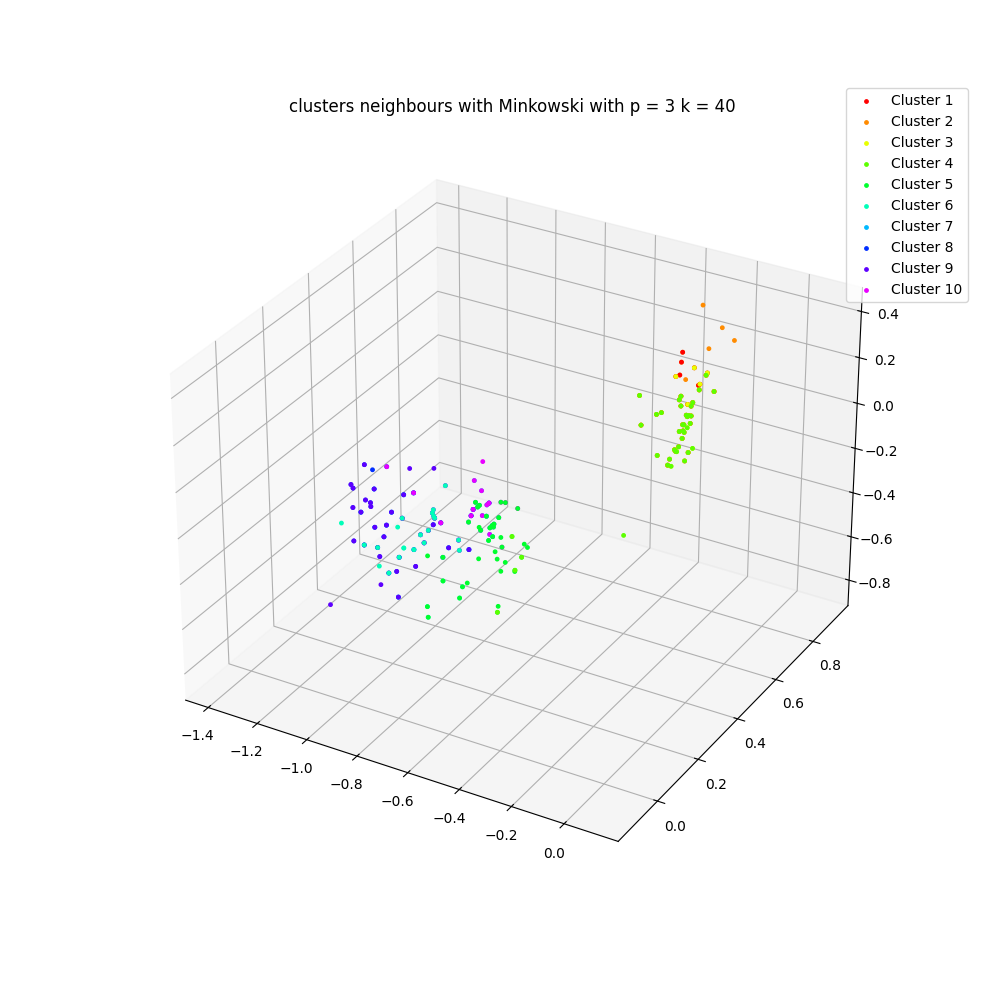 clusters neighbours with Minkowski with p = 3 k = 40
Cluster 1
Cluster 2
Cluster 3
Cluster 4
Cluster 5
Cluster 6
Cluster 7
Cluster 8
Cluster 9
Cluster 10
0.4
0.2
0.0
−0.2
−0.4
−0.6
−0.8
0.8
0.6
0.4
0.2
0.0
−1.4
−1.2
−1.0
−0.8
−0.6
−0.4
−0.2
0.0